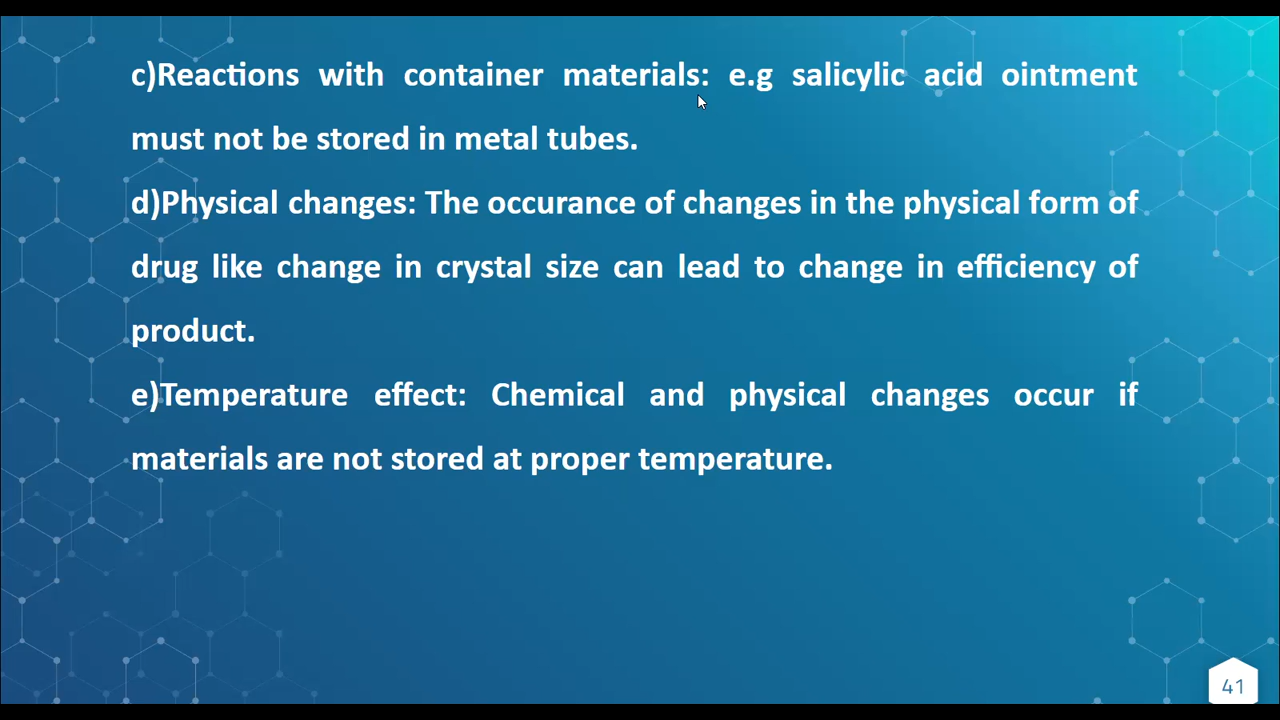 c)Reactions with container materials: e.g salicylic acid ointment
must not be stored in metal tubes.
d)Physical changes: The occurance of changes in the physical form of
drug like change in crystal size can lead to change in efficiency of
product.
e)Temperature effect: Chemical and physical changes occur if
materials are not stored at proper temperature.
41